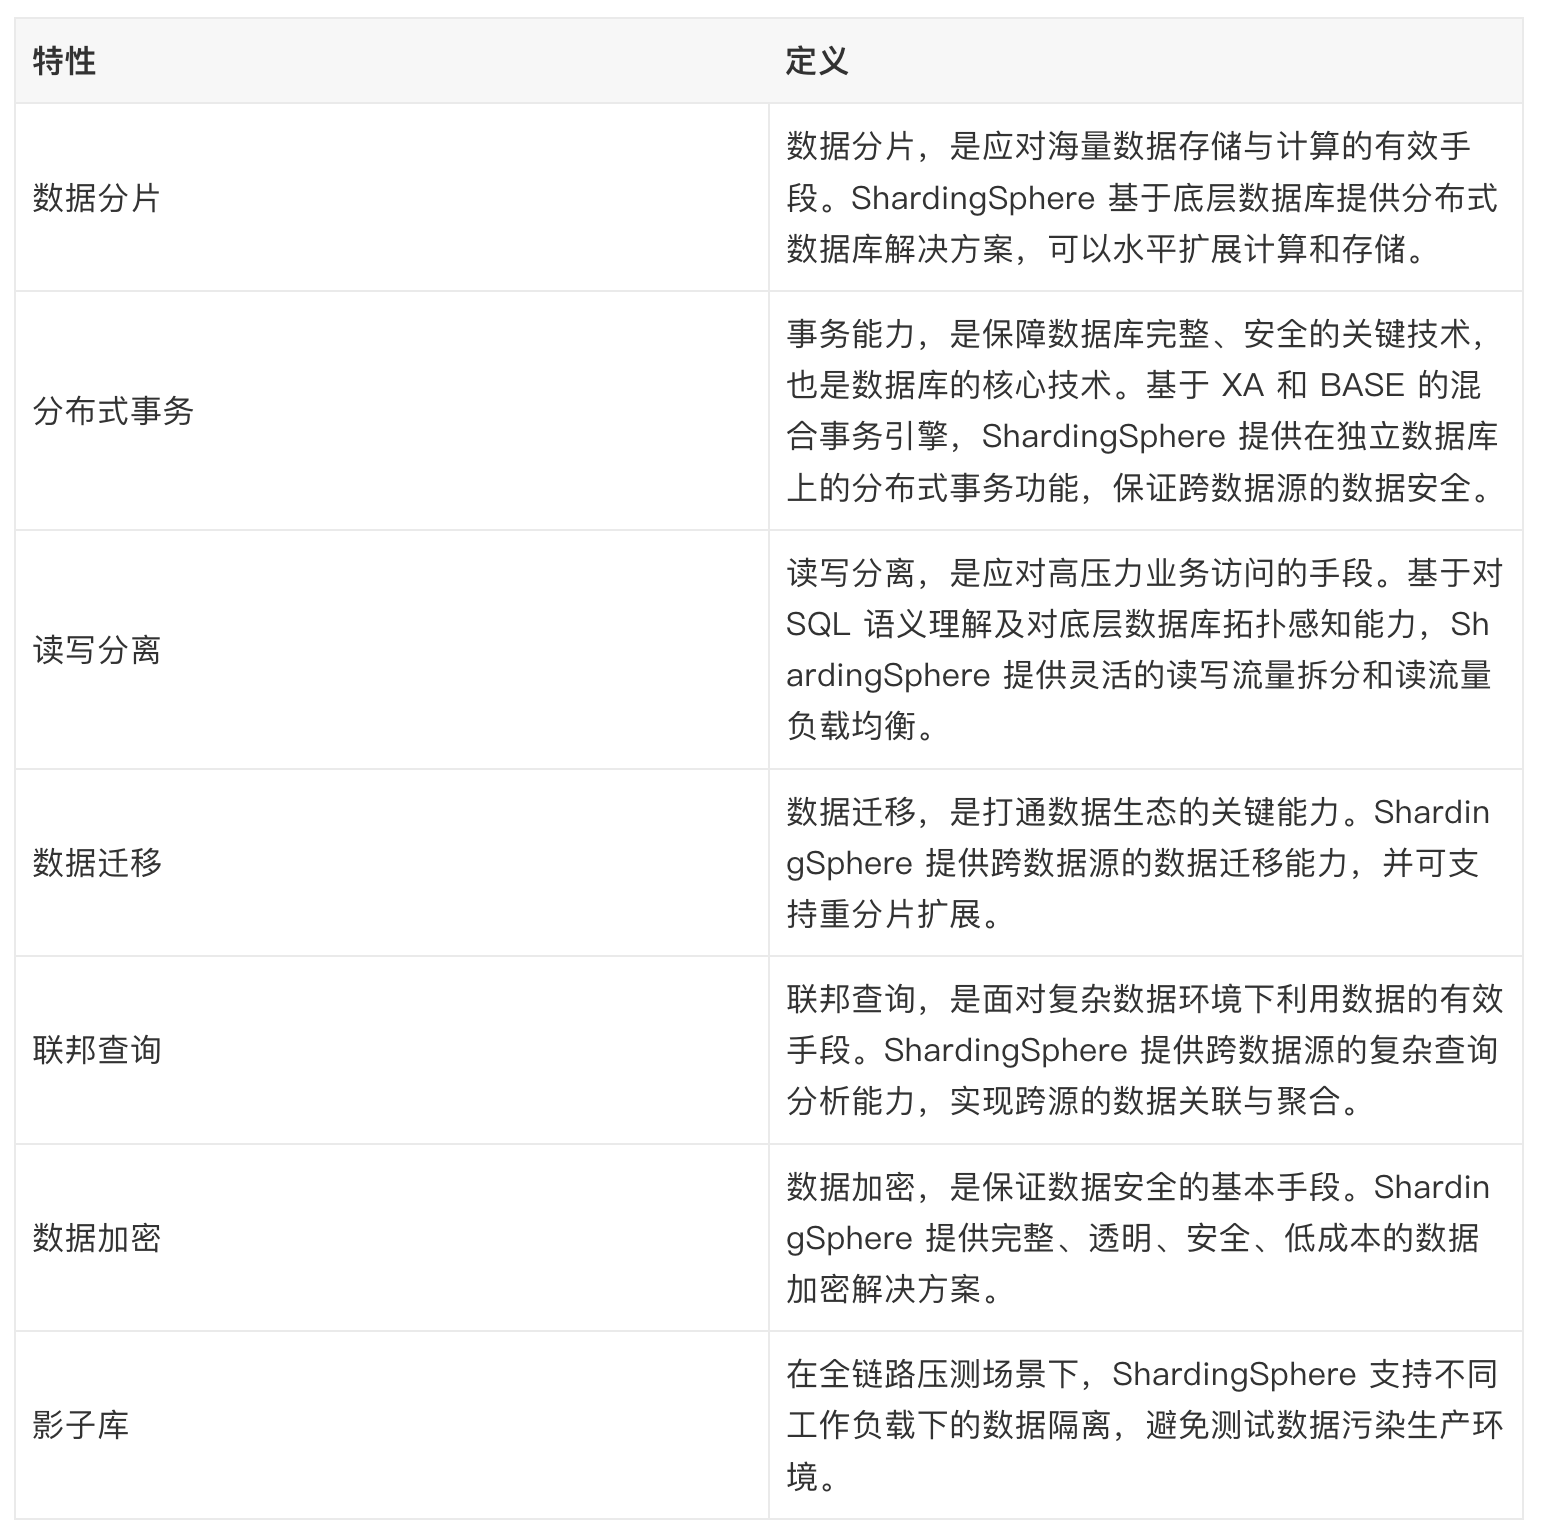 特性
定义
数据分片
数据分片，是应对海量数据存储与计算的有效手
段。ShardingSphere 基于底层数据库提供分布式
数据库解决方案，可以水平扩展计算和存储。
分布式事务
事务能力，是保障数据库完整、安全的关键技术，
也是数据库的核心技术。基于 XA 和 BASE 的混
合事务引擎，ShardingSphere 提供在独立数据库
上的分布式事务功能，保证跨数据源的数据安全。
读写分离
读写分离，是应对高压力业务访问的手段。基于对
SQL 语义理解及对底层数据库拓扑感知能力，Sh
ardingSphere 提供灵活的读写流量拆分和读流量
负载均衡。
数据迁移
数据迁移，是打通数据生态的关键能力。Shardin
gSphere 提供跨数据源的数据迁移能力，并可支
持重分片扩展。
联邦查询
联邦查询，是面对复杂数据环境下利用数据的有效
手段。ShardingSphere 提供跨数据源的复杂查询
分析能力，实现跨源的数据关联与聚合。
数据加密
数据加密，是保证数据安全的基本手段。Shardin
gSphere 提供完整、透明、安全、低成本的数据
加密解决方案。
影子库
在全链路压测场景下，ShardingSphere 支持不同
工作负载下的数据隔离，避免测试数据污染生产环
境。